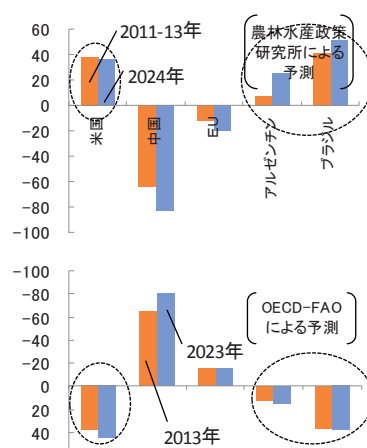 60
40
20
0
-20
-40
-60
-80
-100
2011-13年
2024年
農林水産政策
研究所による
予測
米国
中国
EU
アルゼンチン
ブラジル
-100
-80
-60
-40
-20
0
20
40
OECD-FAO
による予測
2023年
2013年